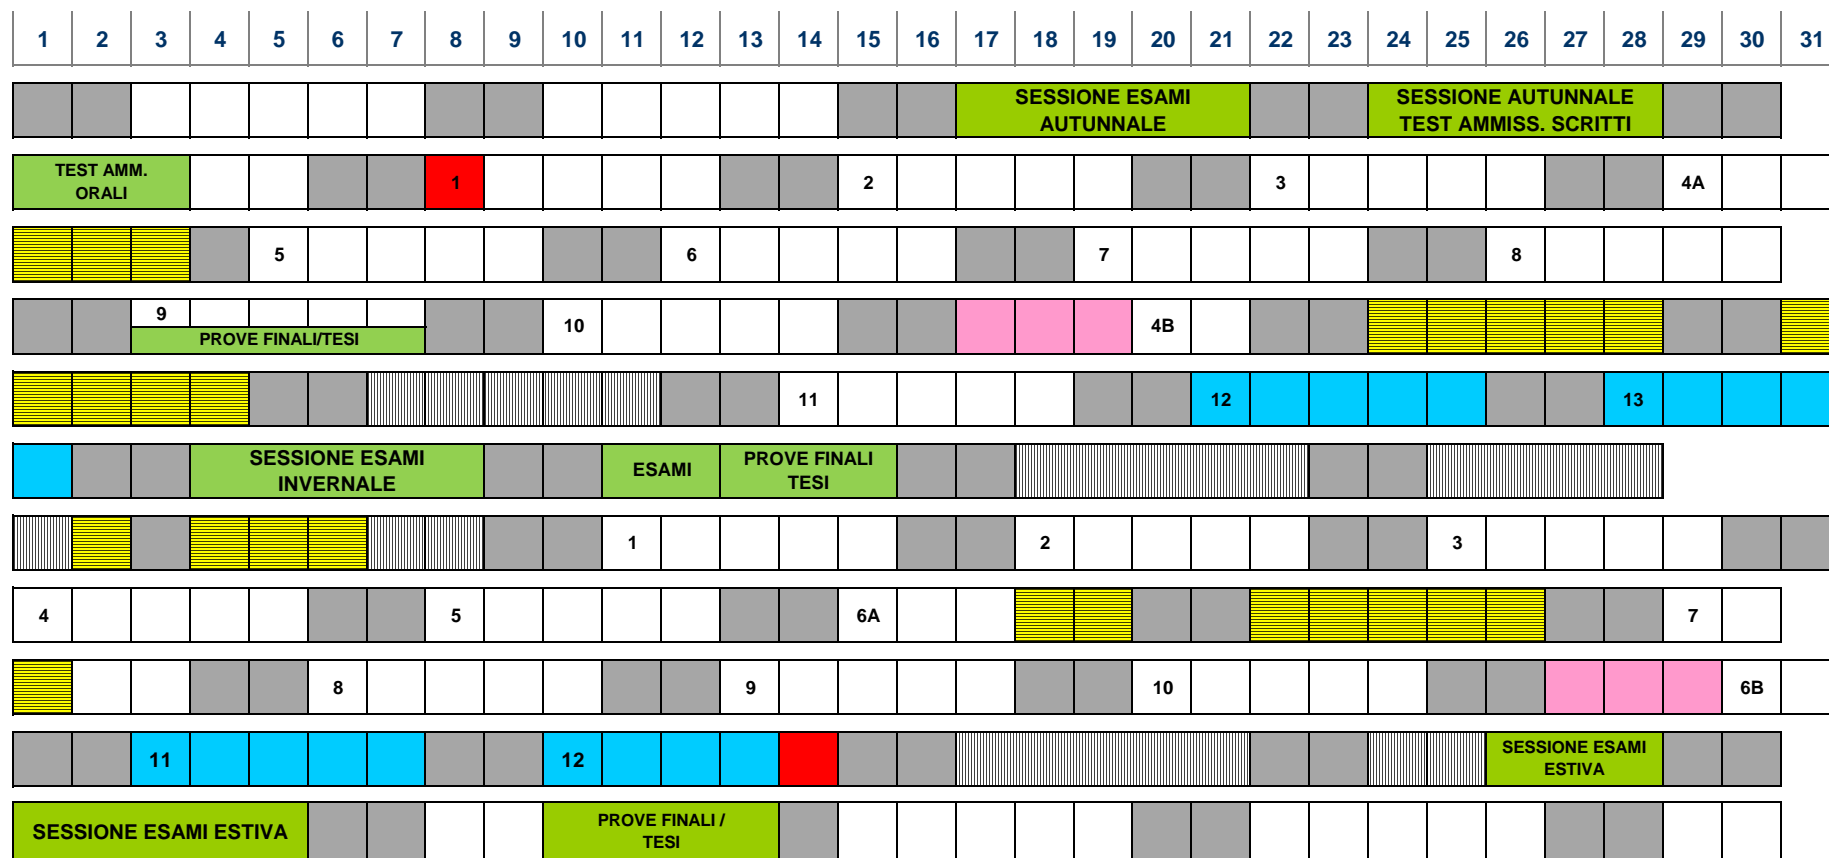 1 2 3 4 5 6 7 8 9 10 11 12 13 14 15 16 17 18 19 20 21 22 23 24 25 26 27 28 29 30 31
SESSIONE ESAMI AUTUNNALE
SESSIONE AUTUNNALE TEST AMMISS. SCRITTI
TEST AMM. ORALI
1 2 3 4A
5 6 7 8
9 10 4B
PROVE FINALI/TESI
11 12 13
SESSIONE ESAMI INVERNALE
ESAMI
PROVE FINALI TESI
1 2 3
4 5 6A 7
8 9 10 6B
11 12
SESSIONE ESAMI ESTIVA
SESSIONE ESAMI ESTIVA
PROVE FINALI / TESI